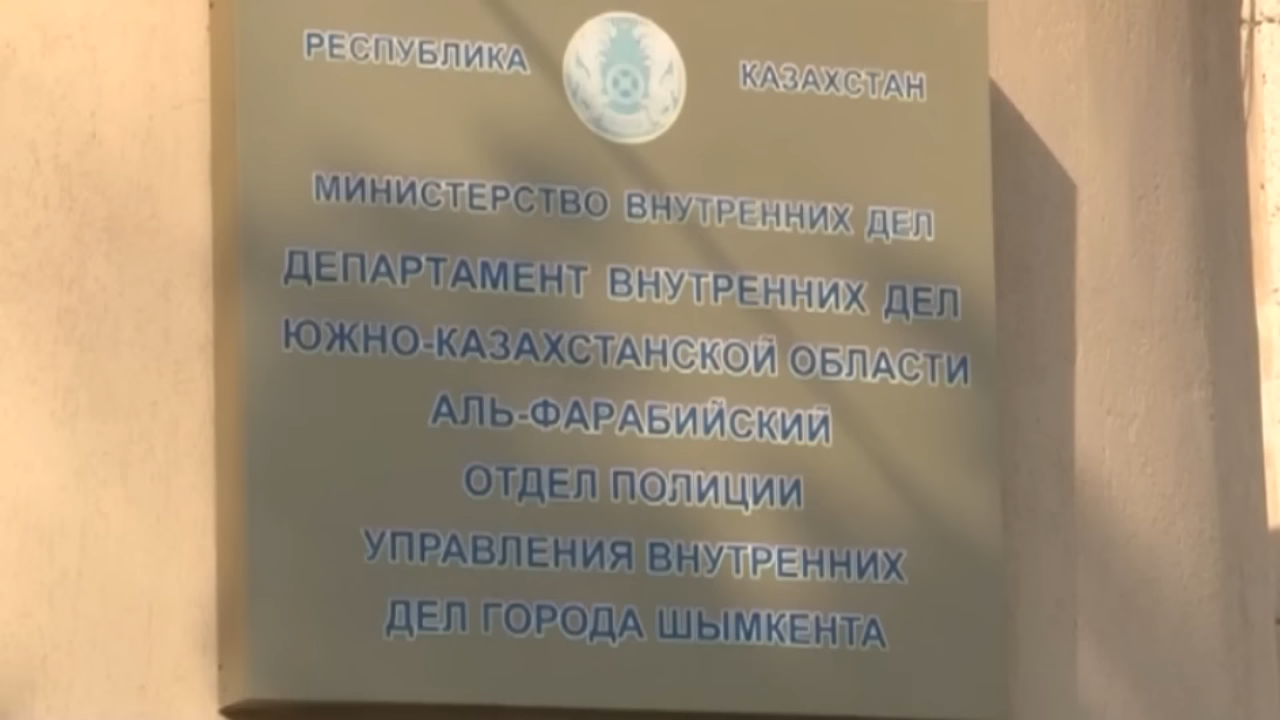 РЕСПУБЛИКА КАЗАХСТАН
МИНИСТЕРСТВО ВНУТРЕННИХ ДЕЛ
ДЕПАРТАМЕНТ ВНУТРЕННИХ ДЕЛ
ЮЖНО-КАЗАХСТАНСКОЙ ОБЛАСТИ
АЛЬ-ФАРАБИЙСКИЙ
ОТДЕЛ ПОЛИЦИИ
УПРАВЛЕНИЯ ВНУТРЕННИХ
ДЕЛ ГОРОДА ШЫМКЕНТА